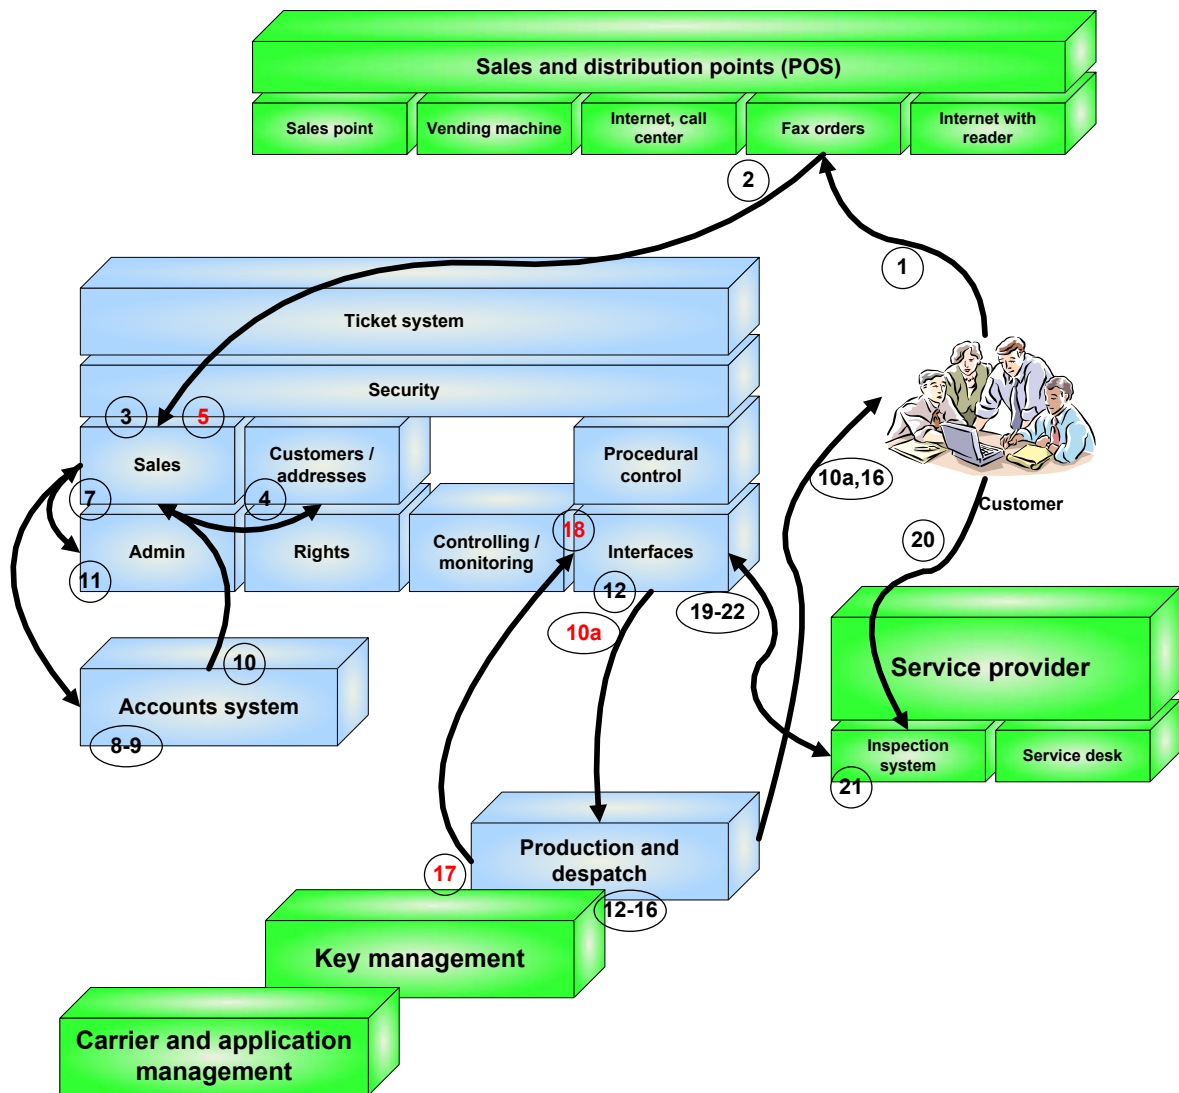 Sales and distribution points (POS)
Sales point
Vending machine
Internet, call
center
Fax orders
Internet with
reader
2
1
Ticket system
Security
3
5
Sales
Customers /
addresses
Procedural
control
7
4
10a,16
Customer
18
20
Admin
Rights
Controlling /
monitoring
Interfaces
11
12
19-22
10a
10
Service provider
Accounts system
8-9
Inspection
system
Service desk
21
Production and
despatch
17
12-16
Key management
Carrier and application
management